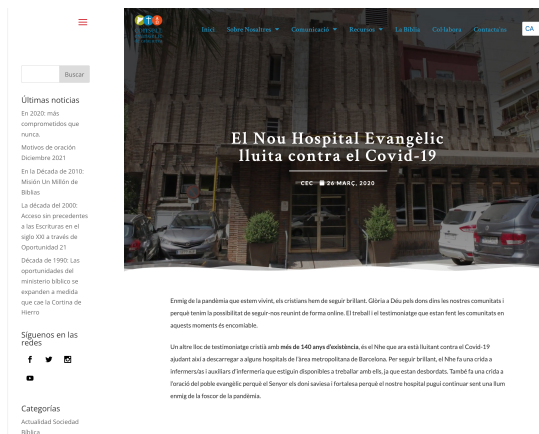 Buscar
Últimas noticias
En 2020: más
comprometidos que
nunca.
Motivos de oración
Diciembre 2021
En la Década de 2010:
Misión Un Millón de
Biblias
La década del 2000:
Acceso sin precedentes
a las Escrituras en el
siglo XXI a través de
Oportunidad 21
Década de 1990: Las
oportunidades del
ministerio bíblico se
expanden a medida
que cae la Cortina de
Hierro
Síguenos en las
redes
Categorías
Actualidad Sociedad
Bíblica
consell
evangèlic
de catalunya
Inici Sobre Nosaltres Comunicació Recursos La Bíblia Col·labora Contacta'ns
CA
El Nou Hospital Evangèlic
lluita contra el Covid-19
CEC 26 MARÇ, 2020
Enmig de la pandèmia que estem vivint, els cristians hem de seguir brillant. Glòria a Déu pels dons dins les nostres comunitats i
perquè tenim la possibilitat de seguir-nos reunint de forma online. El treball i el testimoniatge que estan fent les comunitats en
aquests moments és encomiable.
Un altre lloc de testimoniatge cristià amb més de 140 anys d'existència, és el Nhe que ara està lluitant contra el Covid-19
ajudant així a descarregar a alguns hospitals de l'àrea metropolitana de Barcelona. Per seguir brillant, el Nhe fa una crida a
infermers/as i auxiliars d'infermeria que estiguin disponibles a treballar amb ells, ja que estan desbordats. També fa una crida a
l'oració del poble evangèlic perquè el Senyor els doni saviesa i fortalesa perquè el nostre hospital pugui continuar sent una llum
enmig de la foscor de la pandèmia.